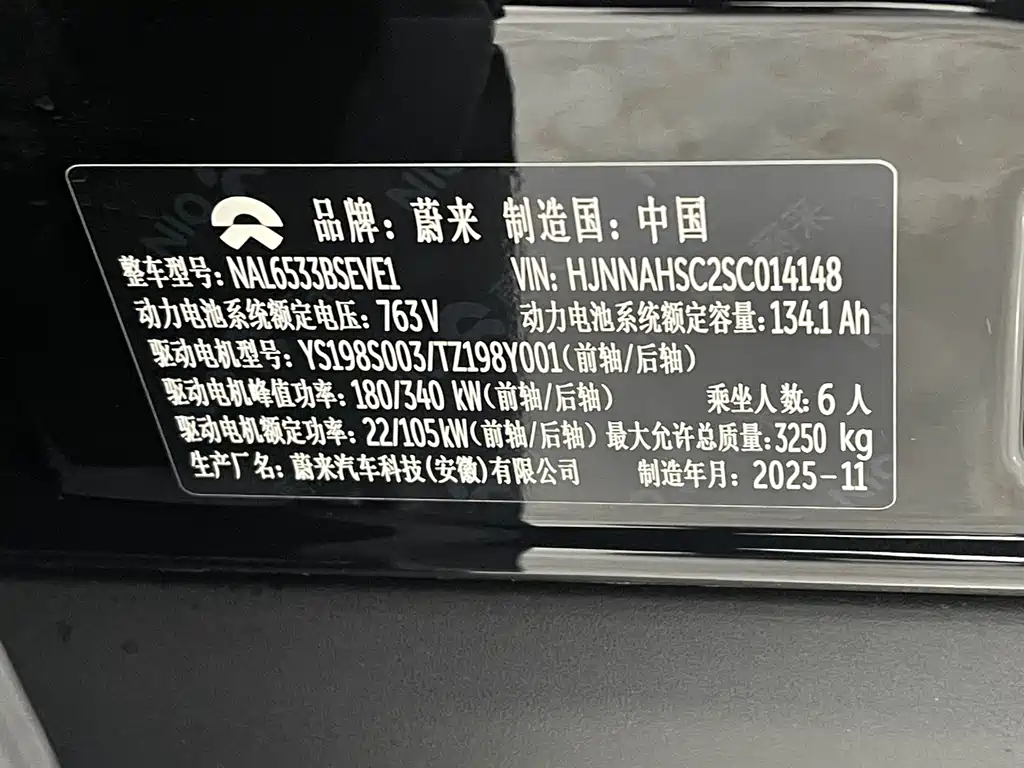 品牌：蔚来 制造国：中国
整车型号：NAL6533BSEVE1 VIN: HJNNAHSC2SC014148
动力电池系统额定电压：763V 动力电池系统额定容量：134.1 Ah
驱动电机型号：YS198S003/TZ198Y001(前轴/后轴)
驱动电机峰值功率：180/340 kW(前轴/后轴) 乘坐人数：6 人
驱动电机额定功率：22/105kW(前轴/后轴) 最大允许总质量：3250 kg
生产厂名：蔚来汽车科技(安徽)有限公司 制造年月：2025-11